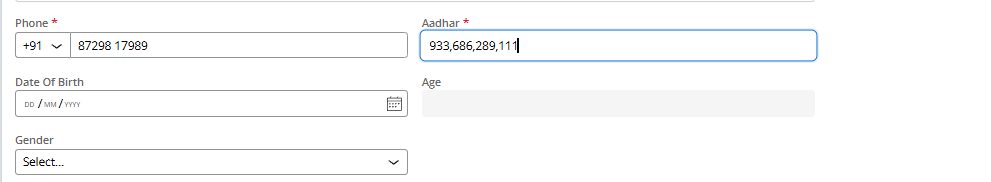 Phone *
Aadhar *
+91
87298 17989
933,686,289,111
Date Of Birth
Age
DD / MM / YYYY
Gender
Select...